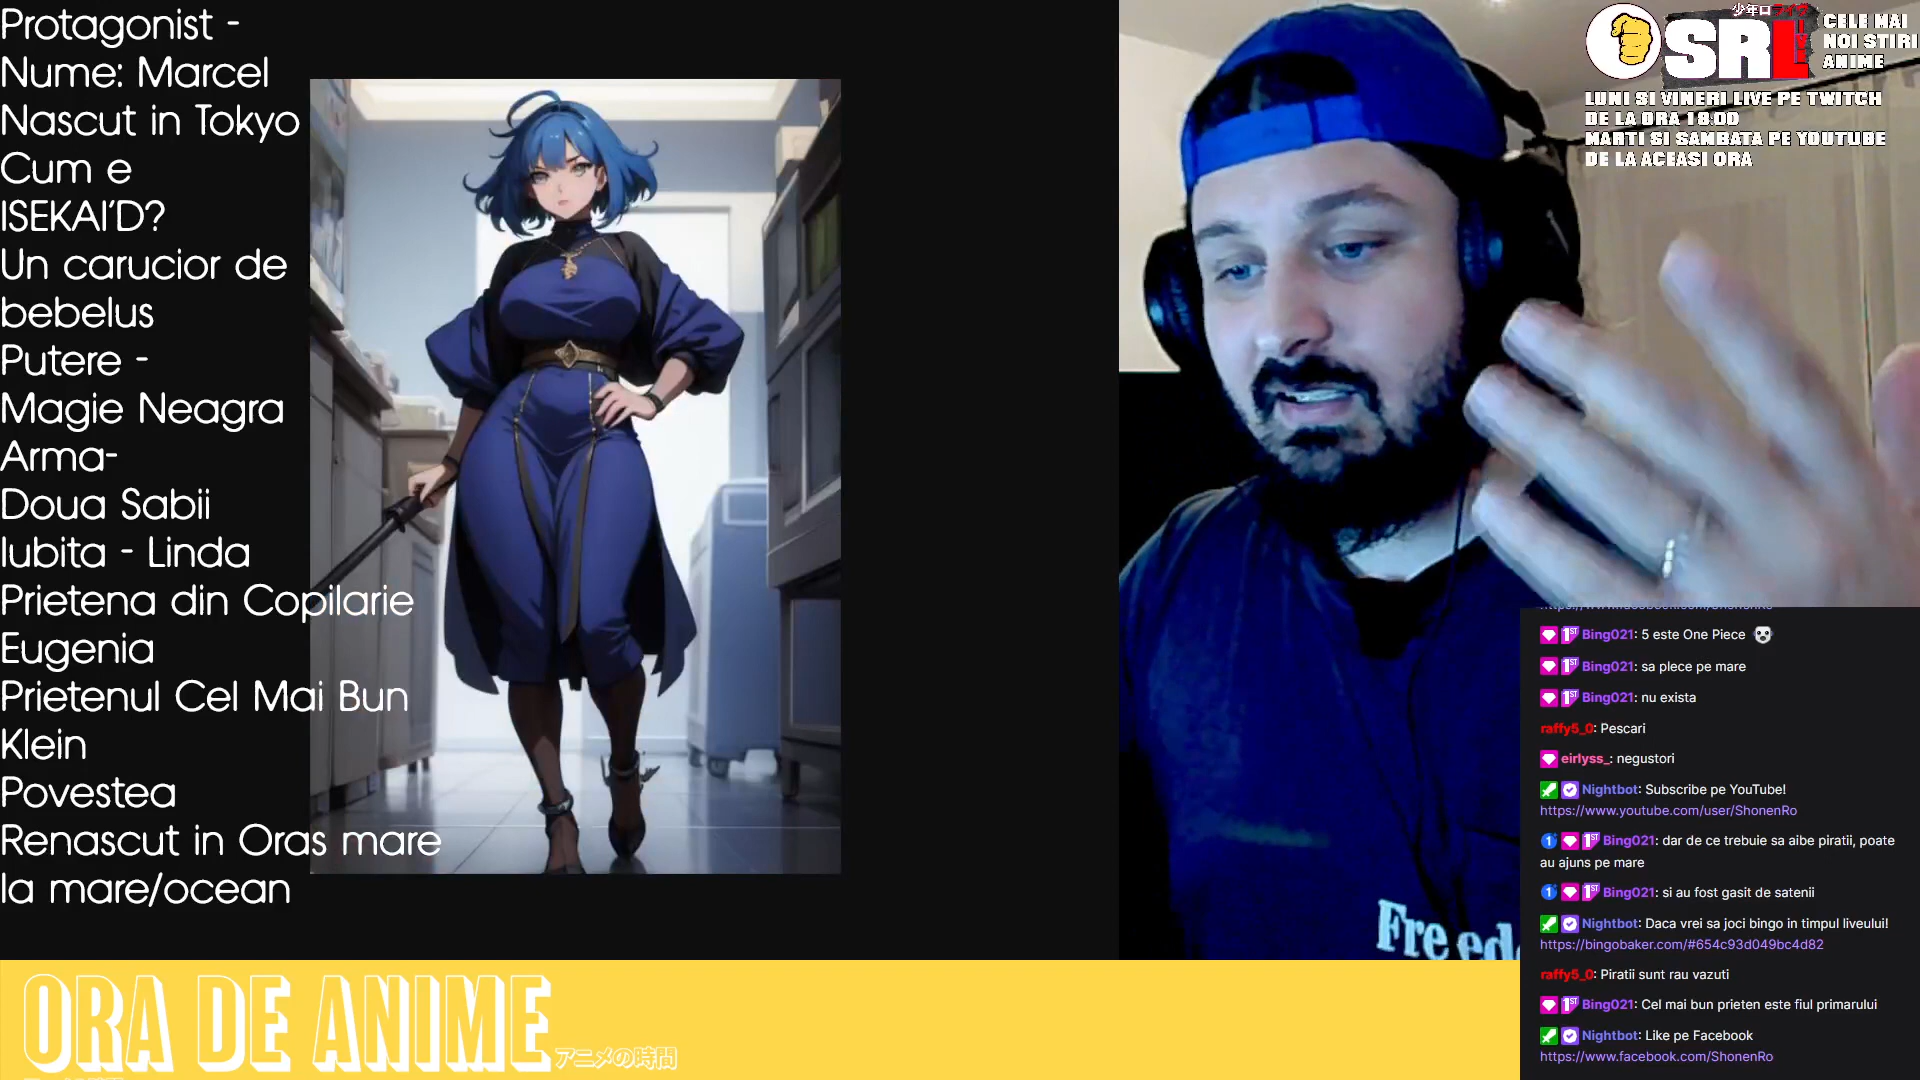 Protagonist -
Nume: Marcel
Nascut in Tokyo
Cum e
ISEKAI'D?
Un carucior de
bebelus
Putere -
Magie Neagra
Arma-
Doua Sabii
Iubita - Linda
Prietena din Copilarie
Eugenia
Prietenul Cel Mai Bun
Klein
Povestea
Renascut in Oras mare
la mare/ocean
ORA DE ANIME
アニメの時間
SRL
CELE MAI
NOI STIRI
ANIME
LUNI SI VINERI LIVE PE TWITCH
DE LA ORA 18:00
MARTI SI SAMBATA PE YOUTUBE
DE LA ACEASI ORA
https://www.facebook.com/ShonenRo
Bing021: 5 este One Piece
Bing021: sa plece pe mare
Bing021: nu exista
raffy5_0: Pescari
eirlyss_: negustori
Nightbot: Subscribe pe YouTube!
https://www.youtube.com/user/ShonenRo
Bing021: dar de ce trebuie sa aibe piratii, poate
au ajuns pe mare
Bing021: si au fost gasit de satenii
Nightbot: Daca vrei sa joci bingo in timpul liveului!
https://bingobaker.com/#654c93d049bc4d82
raffy5_0: Piratii sunt rau vazuti
Bing021: Cel mai bun prieten este fiul primarului
Nightbot: Like pe Facebook
https://www.facebook.com/ShonenRo